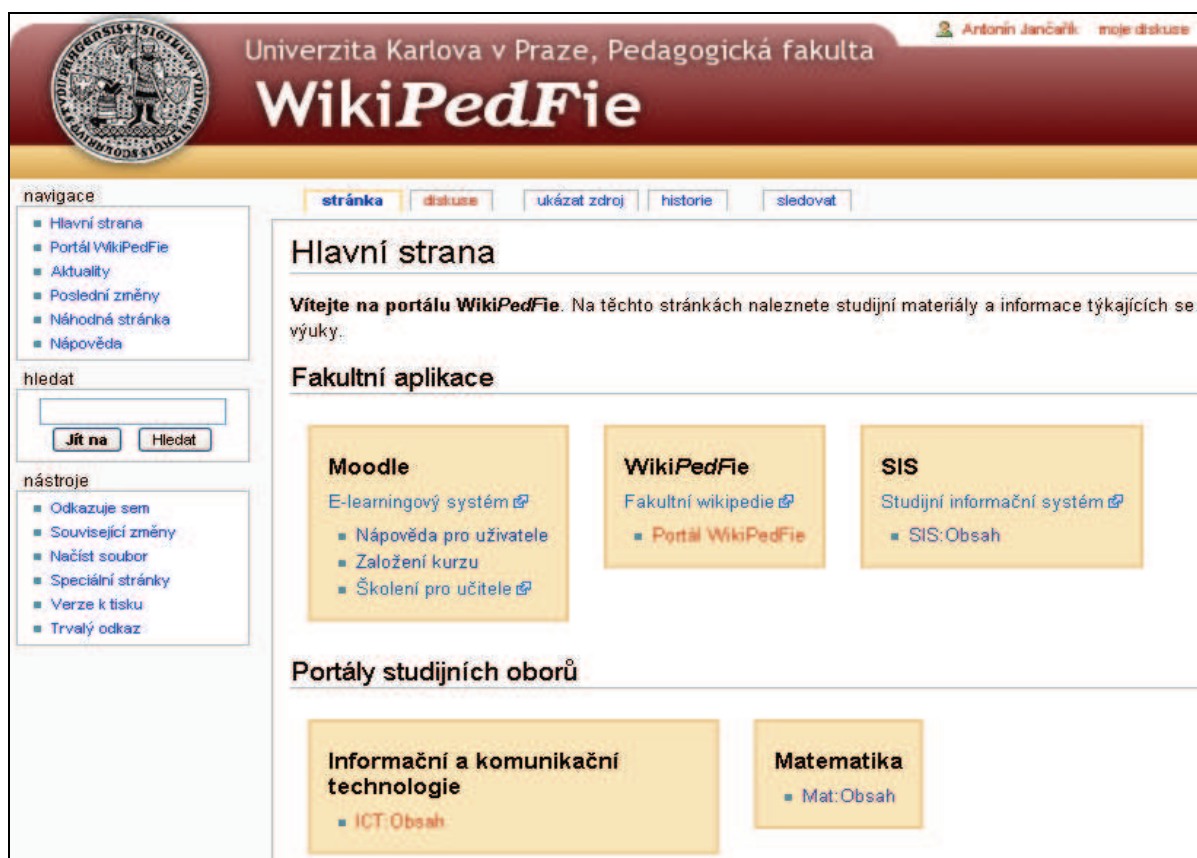 Antonín Jančařík moje diskuse
Univerzita Karlova v Praze, Pedagogická fakulta
WikiPedFie
navigace
Hlavní strana
Portál WikiPedFie
Aktuality
Poslední změny
Náhodná stránka
Nápověda
hledat
Jít na Hledat
nástroje
Odkazuje sem
Související změny
Načíst soubor
Speciální stránky
Verze k tisku
Trvalý odkaz
stránka diskuse ukázat zdroj historie sledovat
Hlavní strana
Vítejte na portálu WikiPedFie. Na těchto stránkách naleznete studijní materiály a informace týkajících se
výuky.
Fakultní aplikace
Moodle
E-learningový systém
Nápověda pro uživatele
Založení kurzu
Školení pro učitele
WikiPedFie
Fakultní wikipedie
Portál WikiPedFie
SIS
Studijní informační systém
SIS:Obsah
Portály studijních oborů
Informační a komunikační
technologie
ICT:Obsah
Matematika
Mat:Obsah